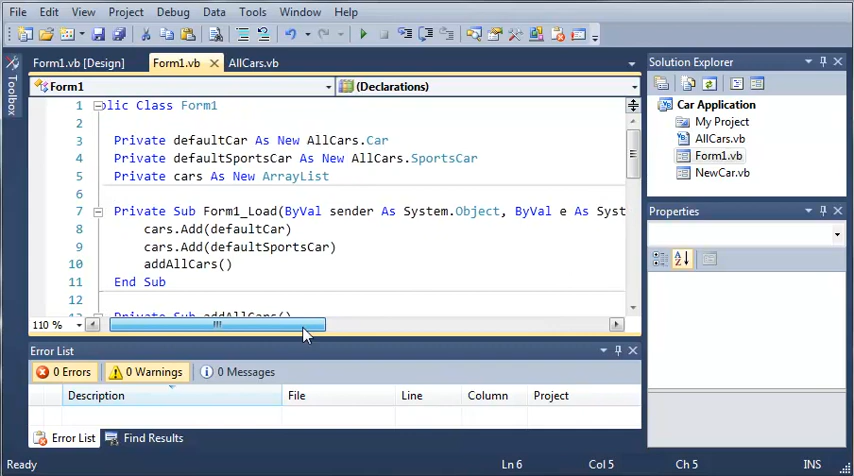 File Edit View Project Debug Data Tools Window Help
Form1.vb [Design] Form1.vb AllCars.vb
Toolbox
Form1 (Declarations)
1 blic Class Form1
2
3 Private defaultCar As New AllCars.Car
4 Private defaultSportsCar As New AllCars.SportsCar
5 Private cars As New ArrayList
6
7 Private Sub Form1_Load(ByVal sender As System.Object, ByVal e As Syst
8 cars.Add(defaultCar)
9 cars.Add(defaultSportsCar)
10 addAllCars()
11 End Sub
12
13 Private Sub addAllCars()
110 %
Solution Explorer
Car Application
My Project
AllCars.vb
Form1.vb
NewCar.vb
Properties
Error List
0 Errors 0 Warnings 0 Messages
Description File Line Column Project
Error List Find Results
Ready Ln 6 Col 5 Ch 5 INS